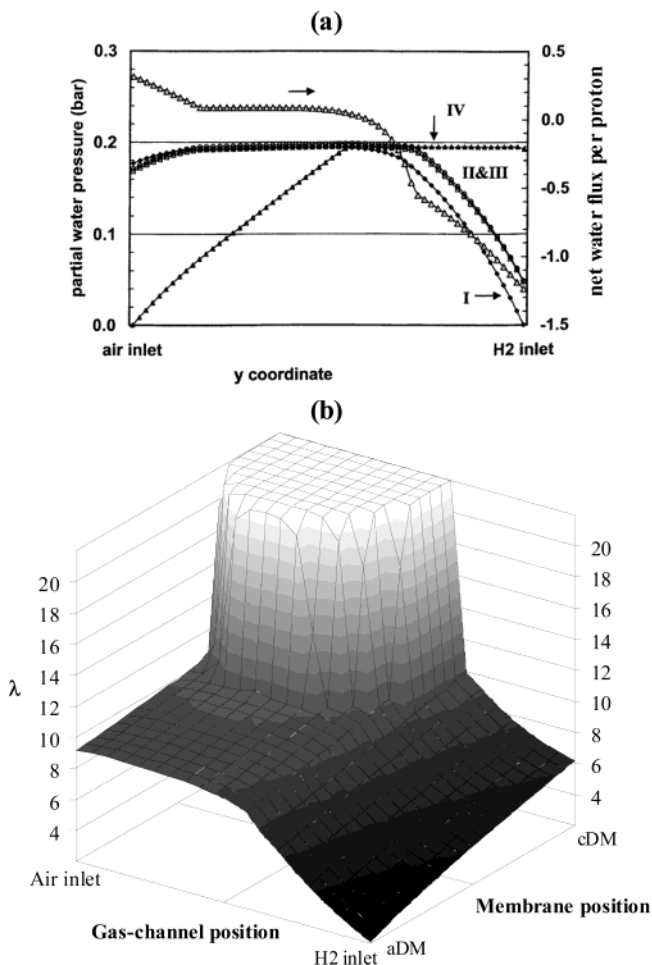 (a)
0.3
0.2
0.1
0.0
partial water pressure (bar)
0.5
0.0
-0.5
-1.0
-1.5
net water flux per proton
IV
II&III
I
air inlet
H2 inlet
y coordinate
(b)
20
18
16
14
12
10
8
6
4
λ
20
18
16
14
12
10
8
6
4
cDM
Air inlet
Membrane position
Gas-channel position
aDM
H2 inlet